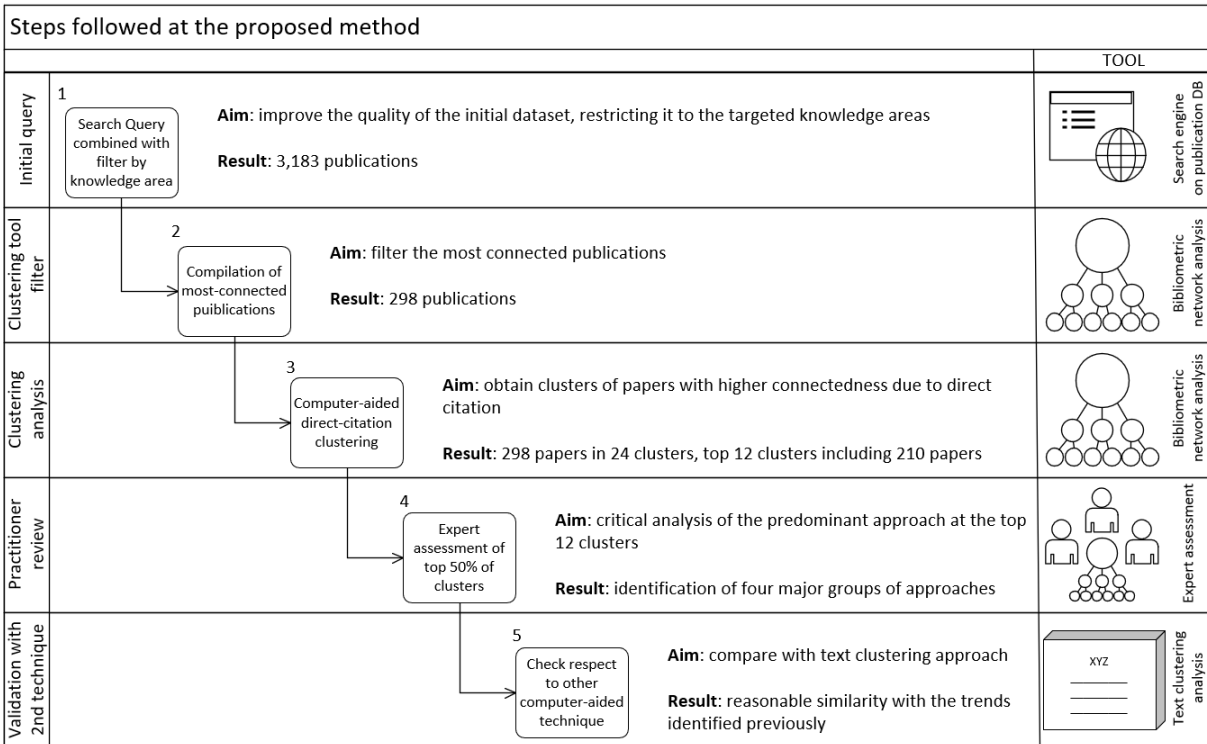 Steps followed at the proposed method
TOOL
Initial query
1
Search Query
combined with
filter by
knowledge area
Aim: improve the quality of the initial dataset, restricting it to the targeted knowledge areas
Result: 3,183 publications
Search engine
on publication DB
Clustering tool
filter
2
Compilation of
most-connected
puiblications
Aim: filter the most connected publications
Result: 298 publications
Bibliometric
network analysis
Clustering
analysis
3
Computer-aided
direct-citation
clustering
Aim: obtain clusters of papers with higher connectedness due to direct
citation
Result: 298 papers in 24 clusters, top 12 clusters including 210 papers
Bibliometric
network analysis
Practitioner
review
4
Expert
assessment of
top 50% of
clusters
Aim: critical analysis of the predominant approach at the top
12 clusters
Result: identification of four major groups of approaches
Expert assessment
Validation with
2nd technique
5
Check respect
to other
computer-aided
technique
Aim: compare with text clustering approach
Result: reasonable similarity with the trends
identified previously
XYZ
Text clustering
analysis